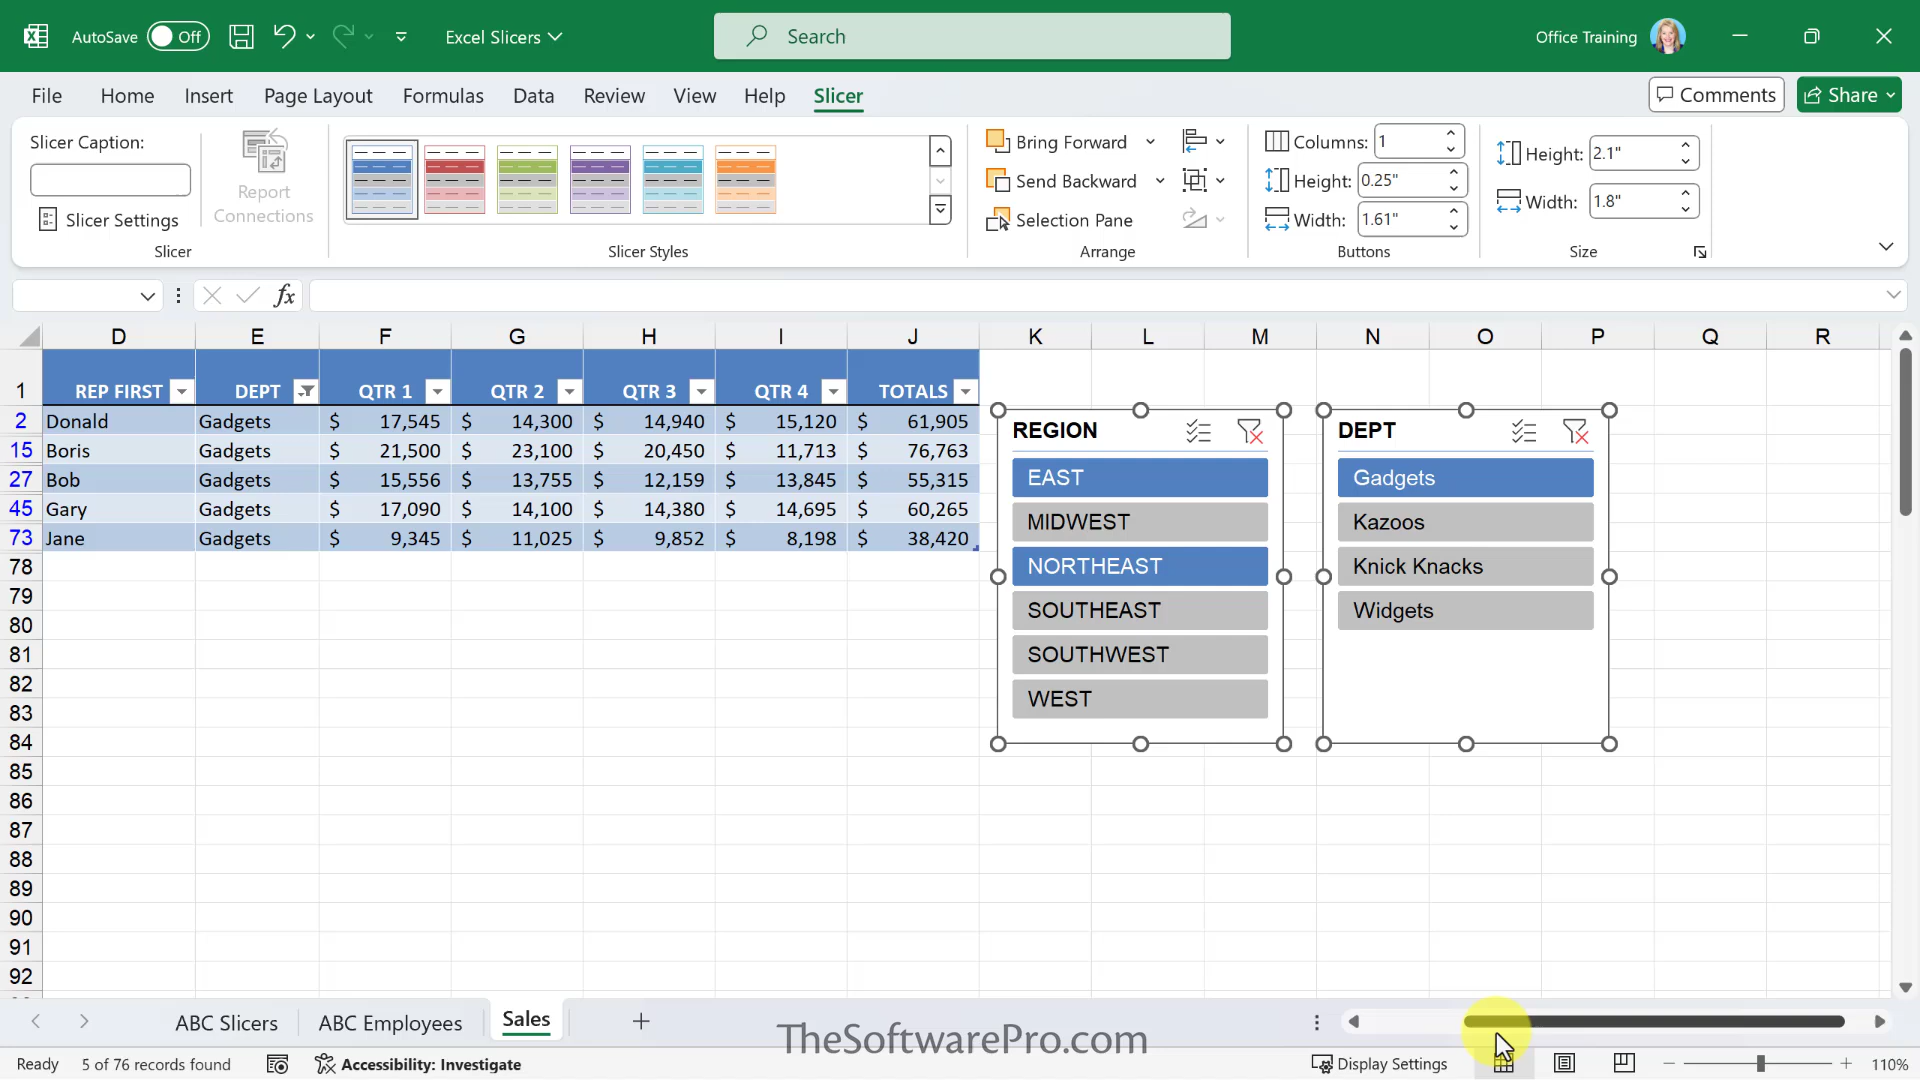 AutoSave Off Excel Slicers Search Office Training
File Home Insert Page Layout Formulas Data Review View Help Slicer Comments Share
Slicer Caption:
Slicer Settings
Report
Connections
Slicer
Slicer Styles
Bring Forward
Send Backward
Selection Pane
Arrange
Columns: 1
Height: 0.25"
Width: 1.61"
Buttons
Height: 2.1"
Width: 1.8"
Size
fx
D E F G H I J K L M N O P Q R
1 REP FIRST DEPT QTR 1 QTR 2 QTR 3 QTR 4 TOTALS
2 Donald Gadgets $ 17,545 $ 14,300 $ 14,940 $ 15,120 $ 61,905
15 Boris Gadgets $ 21,500 $ 23,100 $ 20,450 $ 11,713 $ 76,763
27 Bob Gadgets $ 15,556 $ 13,755 $ 12,159 $ 13,845 $ 55,315
45 Gary Gadgets $ 17,090 $ 14,100 $ 14,380 $ 14,695 $ 60,265
73 Jane Gadgets $ 9,345 $ 11,025 $ 9,852 $ 8,198 $ 38,420
78
79
80
81
82
83
84
85
86
87
88
89
90
91
92
REGION
EAST
MIDWEST
NORTHEAST
SOUTHEAST
SOUTHWEST
WEST
DEPT
Gadgets
Kazoos
Knick Knacks
Widgets
ABC Slicers ABC Employees Sales
TheSoftwarePro.com
Ready 5 of 76 records found Accessibility: Investigate Display Settings 110%